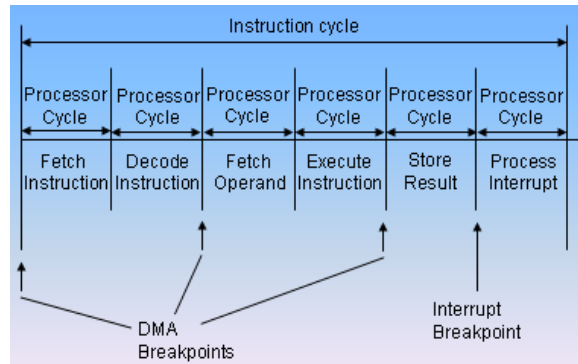 Instruction cycle
Processor Cycle
Processor Cycle
Processor Cycle
Processor Cycle
Processor Cycle
Processor Cycle
Fetch Instruction
Decode Instruction
Fetch Operand
Execute Instruction
Store Result
Process Interrupt
DMA Breakpoints
Interrupt Breakpoint